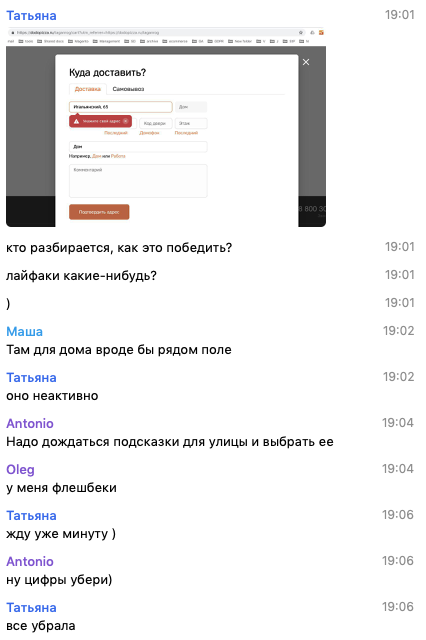 Татьяна 19:01
Куда доставить?
Доставка Самовывоз
Итальянский, 65 Дом
Укажите свой адрес
Код двери Этаж
Последний Домофон Последний
Дом
Например, Дом или Работа
Комментарий
Подтвердить адрес
8 800 30
кто разбирается, как это победить? 19:01
лайфаки какие-нибудь? 19:01
) 19:01
Маша 19:02
Там для дома вроде бы рядом поле
Татьяна 19:02
оно неактивно
Antonio 19:04
Надо дождаться подсказки для улицы и выбрать ее
Oleg 19:04
у меня флешбеки
Татьяна 19:06
жду уже минуту )
Antonio 19:06
ну цифры убери)
Татьяна 19:06
все убрала